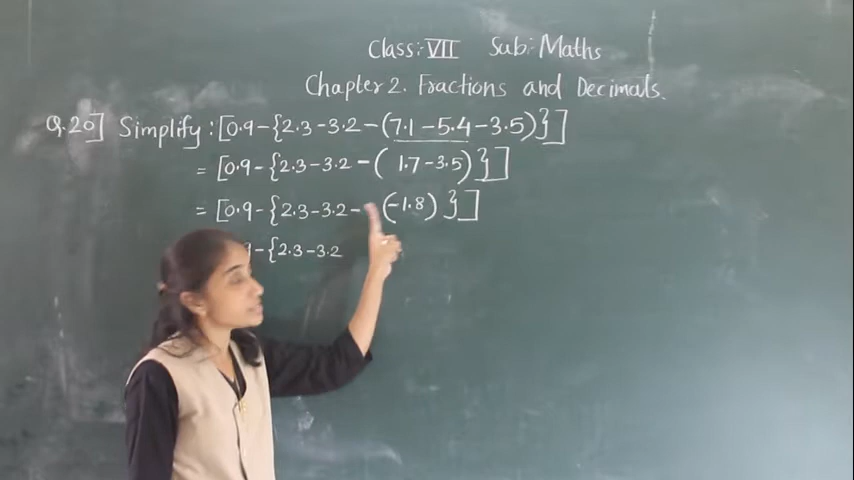 Class:-VII Sub:-Maths
Chapter 2. Fractions and Decimals.
Q.20] Simplify:[0.9-{2.3-3.2-(7.1-5.4-3.5)}]
= [0.9-{2.3-3.2-( 1.7-3.5)}]
= [0.9-{2.3-3.2- (-1.8) }]
9-{2.3-3.2